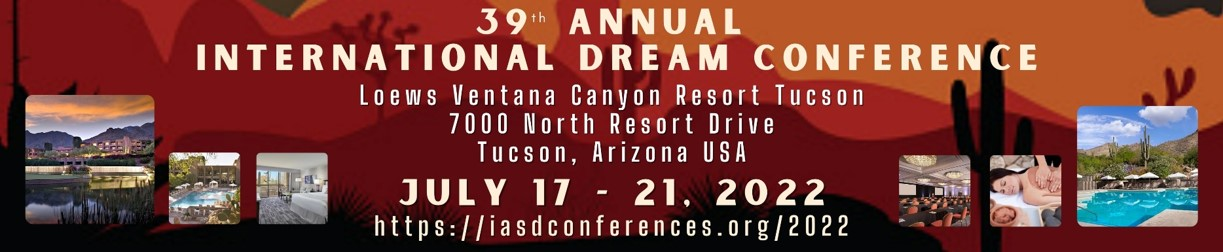 39th ANNUAL
INTERNATIONAL DREAM CONFERENCE
Loews Ventana Canyon Resort Tucson
7000 North Resort Drive
Tucson, Arizona USA
JULY 17 - 21, 2022
https://iasdconferences.org/2022